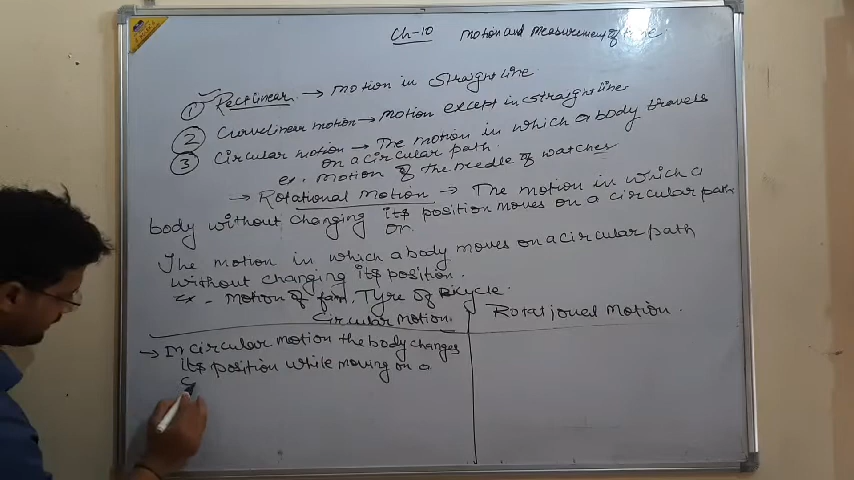 Ch-10 Motion and Measurement of time
① Rectilinear → Motion in straight line
② Curvelinear motion → Motion except in straight lines
③ Circular motion → The motion in which a body travels
on a circular path.
ex. Motion of the needle of watches
→ Rotational Motion → The motion in which a
body without changing its position moves on a circular path
or
The motion in which a body moves on a circular path
without changing its position.
Ex - Motion of fan, Tyre of Bicycle.
Circular motion. Rotational Motion.
→ In circular motion the body changes
its position while moving on a